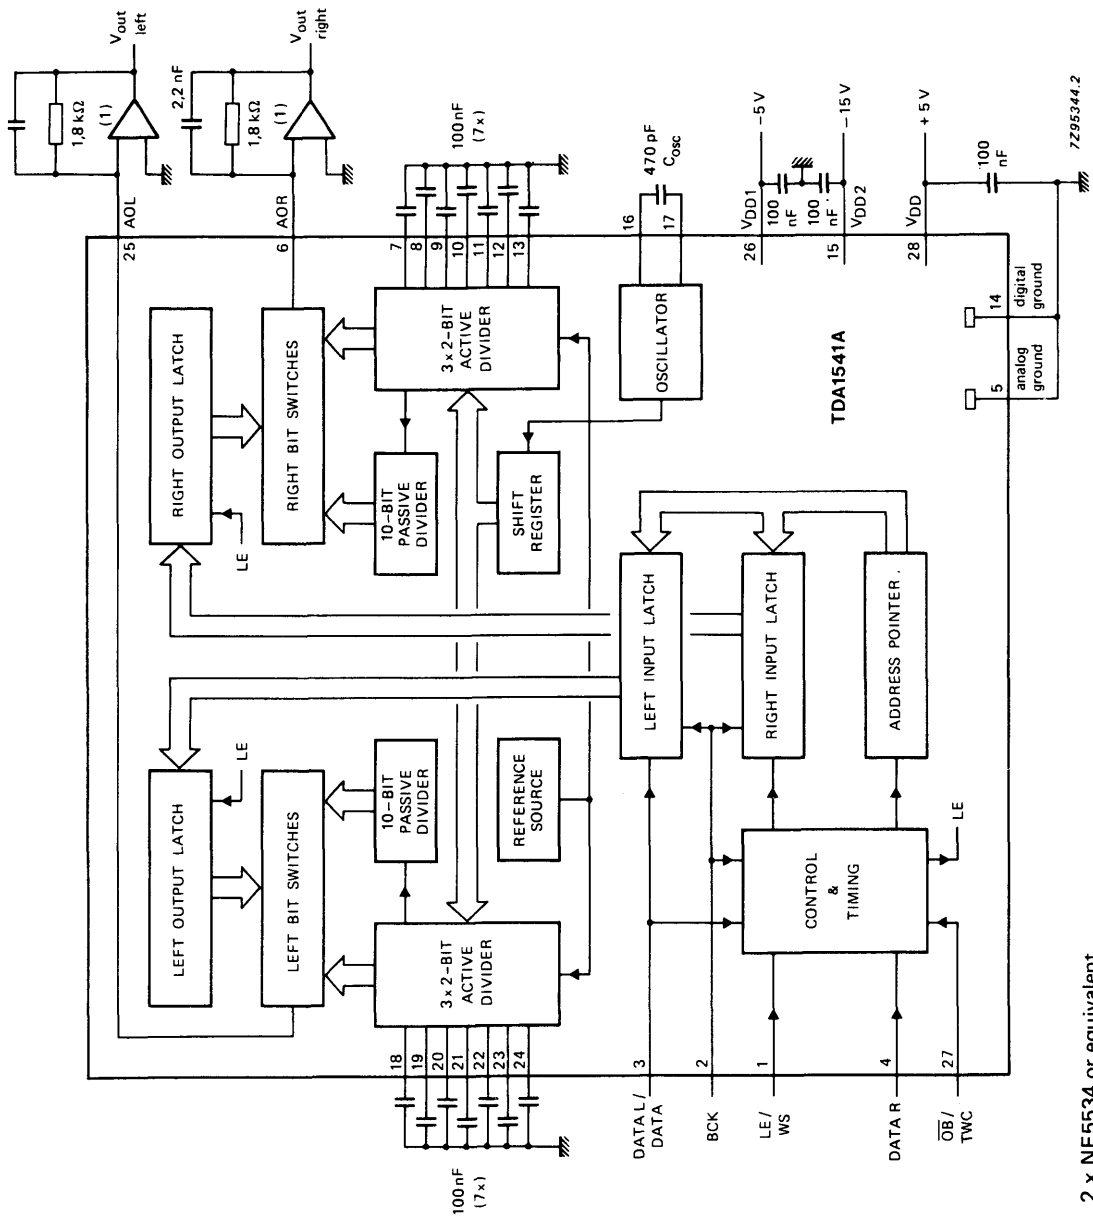 2,2 nF
1,8 kΩ
(1)
Vout
left
1,8 kΩ
(1)
Vout
right
25
AOL
6
AOR
LEFT OUTPUT LATCH
LE
RIGHT OUTPUT LATCH
LE
LEFT BIT SWITCHES
RIGHT BIT SWITCHES
100nF
(7x)
18
19
20
21
22
23
24
3 x 2-BIT
ACTIVE
DIVIDER
10-BIT
PASSIVE
DIVIDER
10-BIT
PASSIVE
DIVIDER
3 x 2-BIT
ACTIVE
DIVIDER
7
8
9
10
11
12
13
100nF
(7x)
REFERENCE
SOURCE
SHIFT
REGISTER
OSCILLATOR
16
17
470 pF
Cosc
DATA L/
DATA
3
LEFT INPUT LATCH
BCK
2
LE/
WS
1
RIGHT INPUT LATCH
26
VDD1
-5 V
100
nF
100
nF
15
VDD2
-15 V
CONTROL
&
TIMING
DATA R
4
ADDRESS POINTER.
TDA1541A
28
VDD
+5 V
OB/
TWC
27
LE
100
nF
5
analog
ground
14
digital
ground
7Z95344.2
2 x NE5534 or equivalent